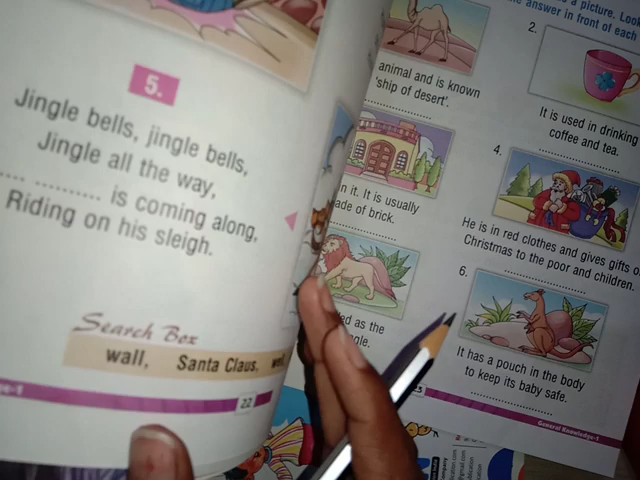 5.
Jingle bells, jingle bells,
Jingle all the way,
.... ............ is coming along,
Riding on his sleigh.
Search Box
wall, Santa Claus,
22
a picture. Look
answer in front of each
animal and is known
'ship of desert'.
2.
It is used in drinking
coffee and tea.
in it. It is usually
ade of brick.
4.
He is in red clothes and gives gifts o
Christmas to the poor and children.
ed as the
gle.
6.
It has a pouch in the body
to keep its baby safe.
General Knowledge-1